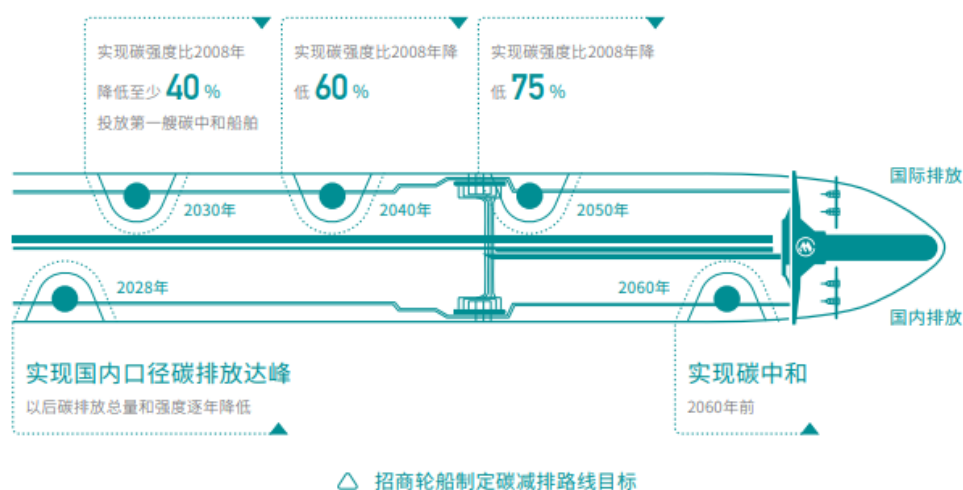 实现碳强度比2008年
降低至少 40 %
投放第一艘碳中和船舶
实现碳强度比2008年降
低 60 %
实现碳强度比2008年降
低 75 %
国际排放
2030年
2040年
2050年
2028年
2060年
国内排放
实现国内口径碳排放达峰
以后碳排放总量和强度逐年降低
实现碳中和
2060年前
招商轮船制定碳减排路线目标